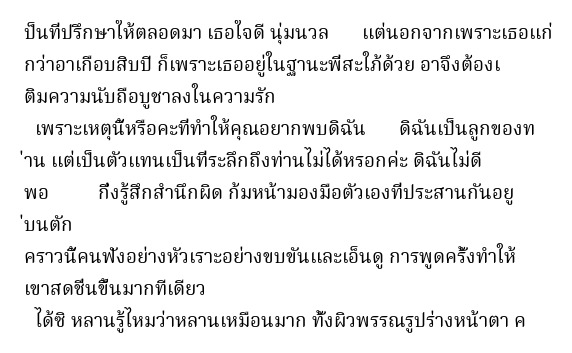 ป็นที่ปรึกษาให้ตลอดมา เธอใจดี นุ่มนวล แต่นอกจากเพราะเธอแก่
กว่าอาเกือบสิบปี ก็เพราะเธออยู่ในฐานะพี่สะใภ้ด้วย อาจึงต้องเ
ติมความนับถือบูชาลงในความรัก
เพราะเหตุนี้หรือคะที่ทำให้คุณอยากพบดิฉัน ดิฉันเป็นลูกของท
่าน แต่เป็นตัวแทนเป็นที่ระลึกถึงท่านไม่ได้หรอกค่ะ ดิฉันไม่ดี
พอ กิ่งรู้สึกสำนึกผิด ก้มหน้ามองมือตัวเองที่ประสานกันอยู
่บนตัก
คราวนี้คนฟังอย่างหัวเราะอย่างขบขันและเอ็นดู การพูดครั้งทำให้
เขาสดชื่นขึ้นมากทีเดียว
ได้ซิ หลานรู้ไหมว่าหลานเหมือนมาก ทั้งผิวพรรณรูปร่างหน้าตา ค